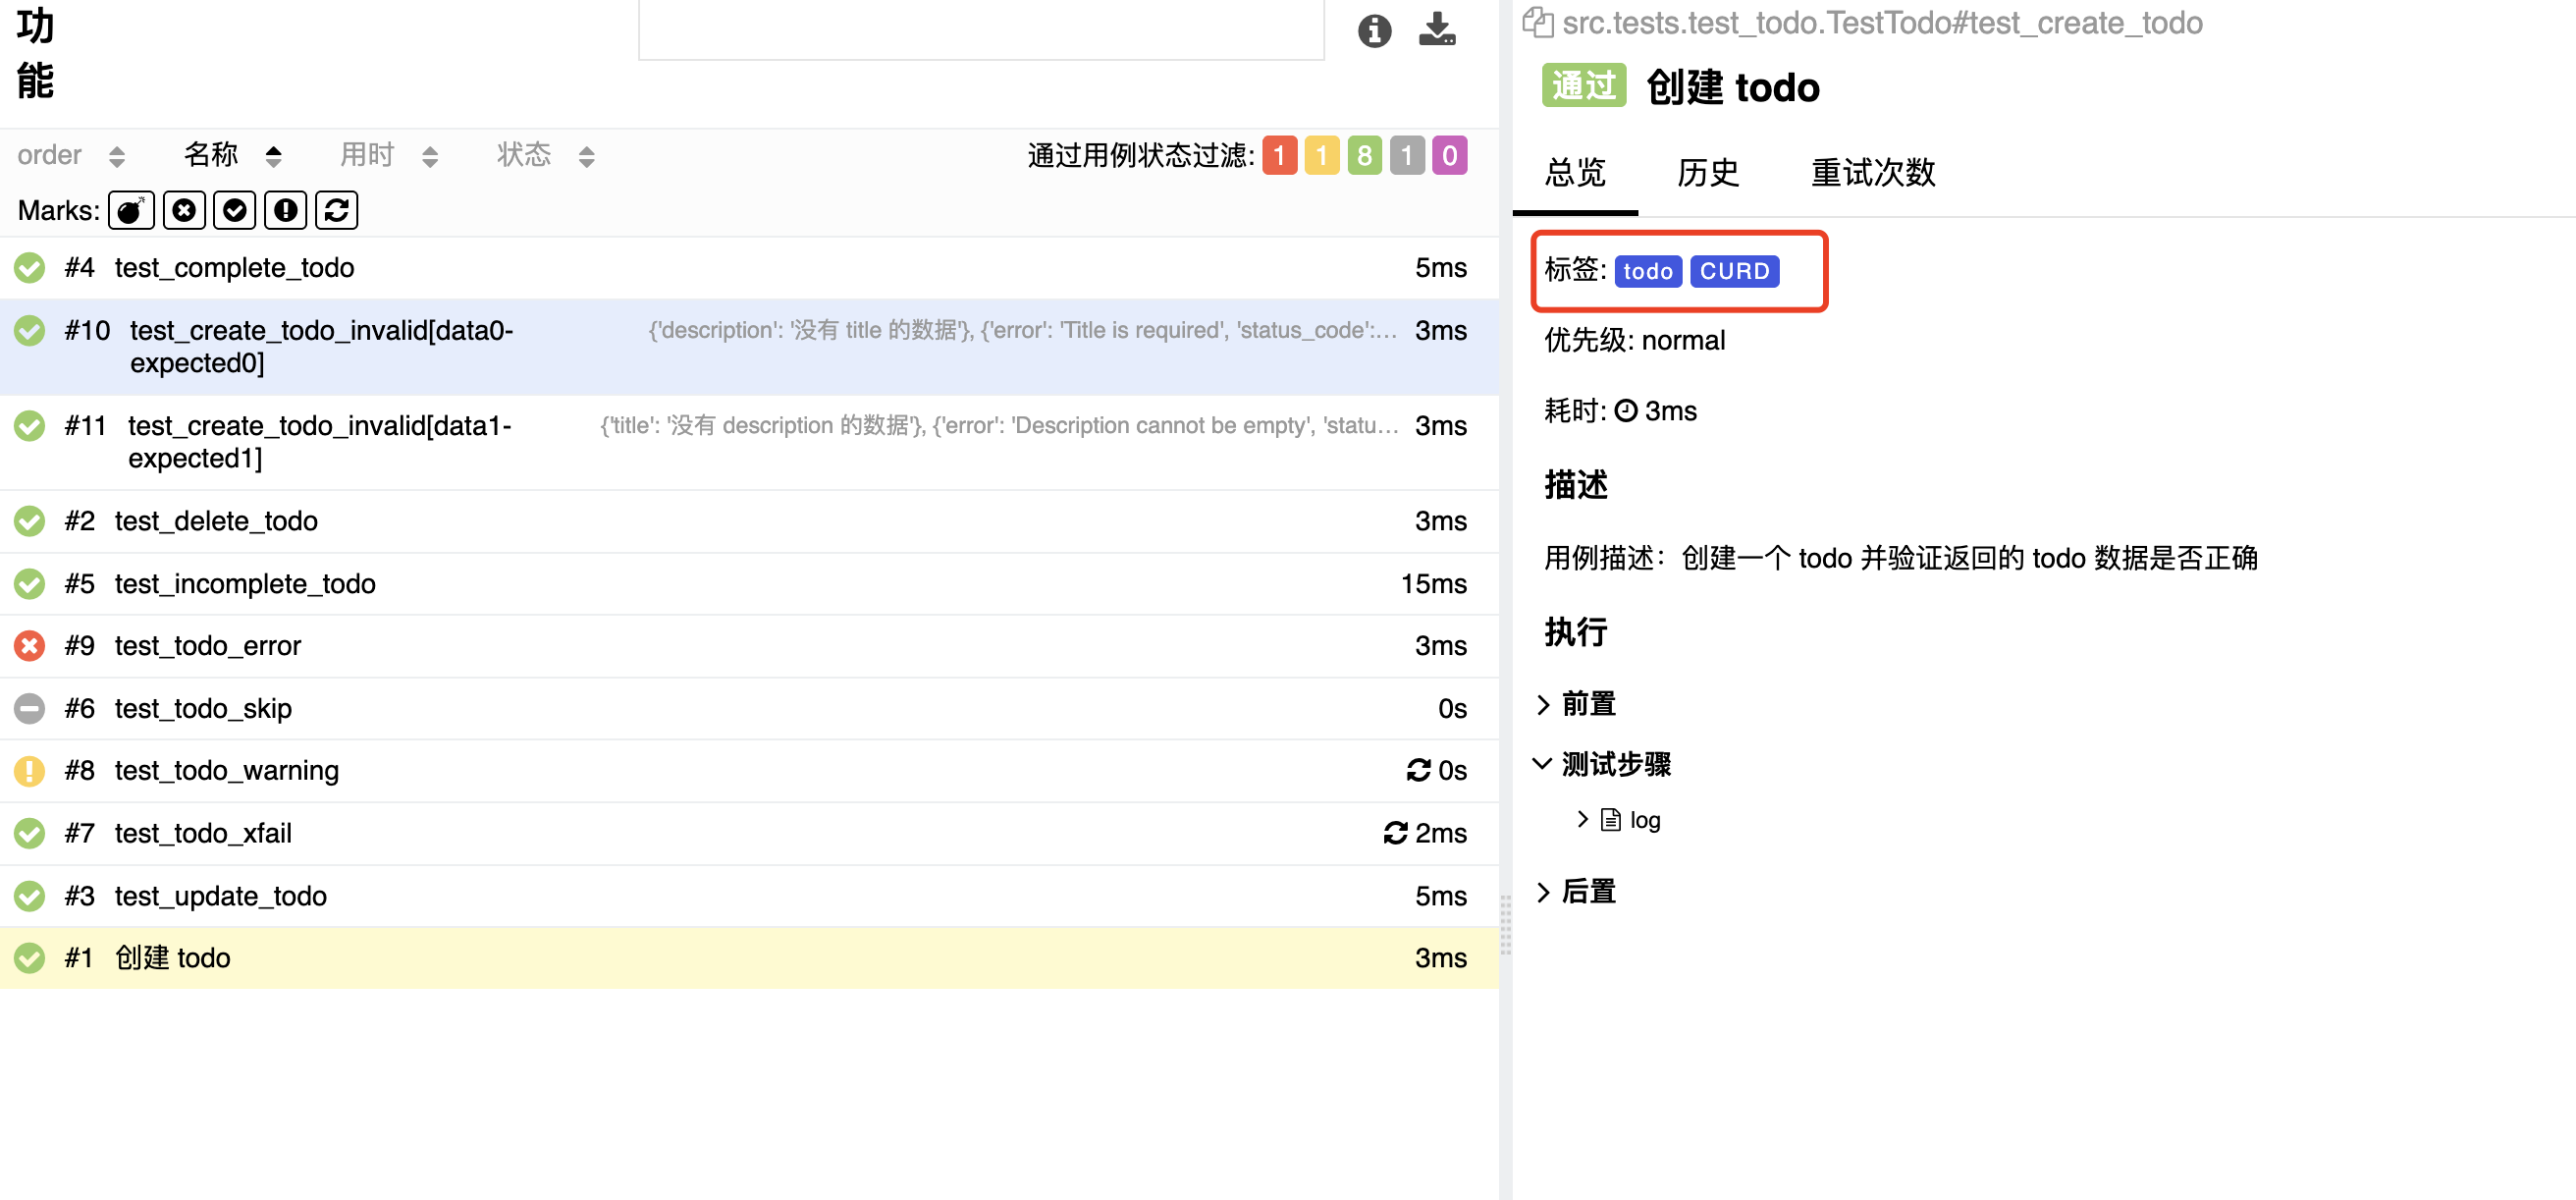 功
能
order 名称 用时 状态 通过用例状态过滤: 1 1 8 1 0
Marks:
#4 test_complete_todo 5ms
#10 test_create_todo_invalid[data0- {'description': '没有 title 的数据'}, {'error': 'Title is required', 'status_code':... 3ms
expected0]
#11 test_create_todo_invalid[data1- {'title': '没有 description 的数据'}, {'error': 'Description cannot be empty', 'statu... 3ms
expected1]
#2 test_delete_todo 3ms
#5 test_incomplete_todo 15ms
#9 test_todo_error 3ms
#6 test_todo_skip 0s
#8 test_todo_warning 0s
#7 test_todo_xfail 2ms
#3 test_update_todo 5ms
#1 创建 todo 3ms
src.tests.test_todo.TestTodo#test_create_todo
通过 创建 todo
总览 历史 重试次数
标签: todo CURD
优先级: normal
耗时: 3ms
描述
用例描述：创建一个 todo 并验证返回的 todo 数据是否正确
执行
前置
测试步骤
log
后置